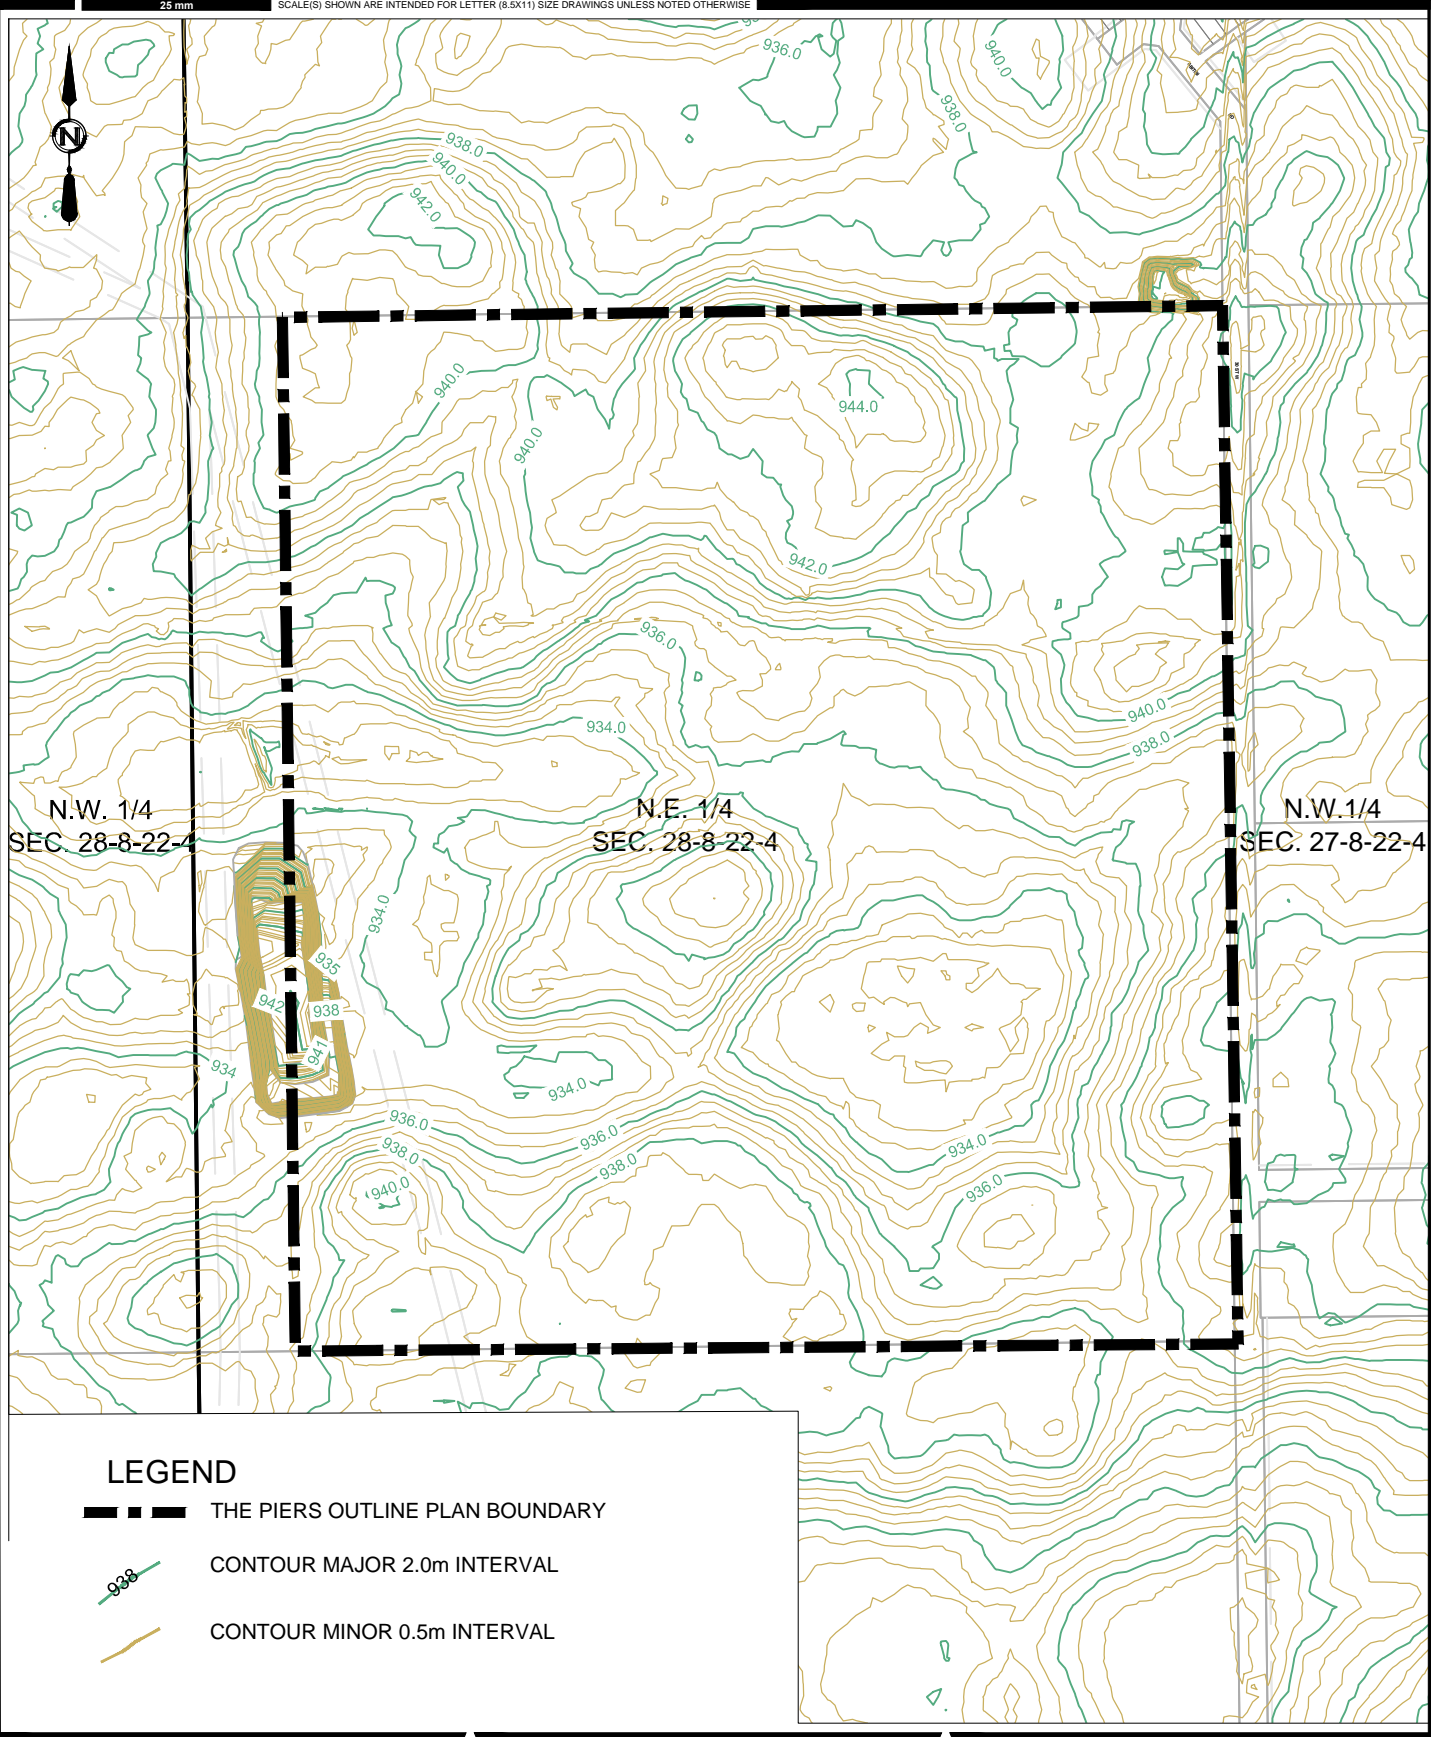 25 mm
SCALE(S) SHOWN ARE INTENDED FOR LETTER (8.5X11) SIZE DRAWINGS UNLESS NOTED OTHERWISE
936.0
940.0
938.0
N
938.0
940.0
942.0
940.0
944.0
940.0
942.0
936.0
940.0
934.0
938.0
N.W. 1/4
SEC. 28-8-22-4
N.E. 1/4
SEC. 28-8-22-4
N.W.1/4
SEC. 27-8-22-4
934.0
935
942
938
941
934
934.0
936.0
936.0
938.0
938.0
934.0
940.0
936.0
LEGEND
THE PIERS OUTLINE PLAN BOUNDARY
938
CONTOUR MAJOR 2.0m INTERVAL
CONTOUR MINOR 0.5m INTERVAL